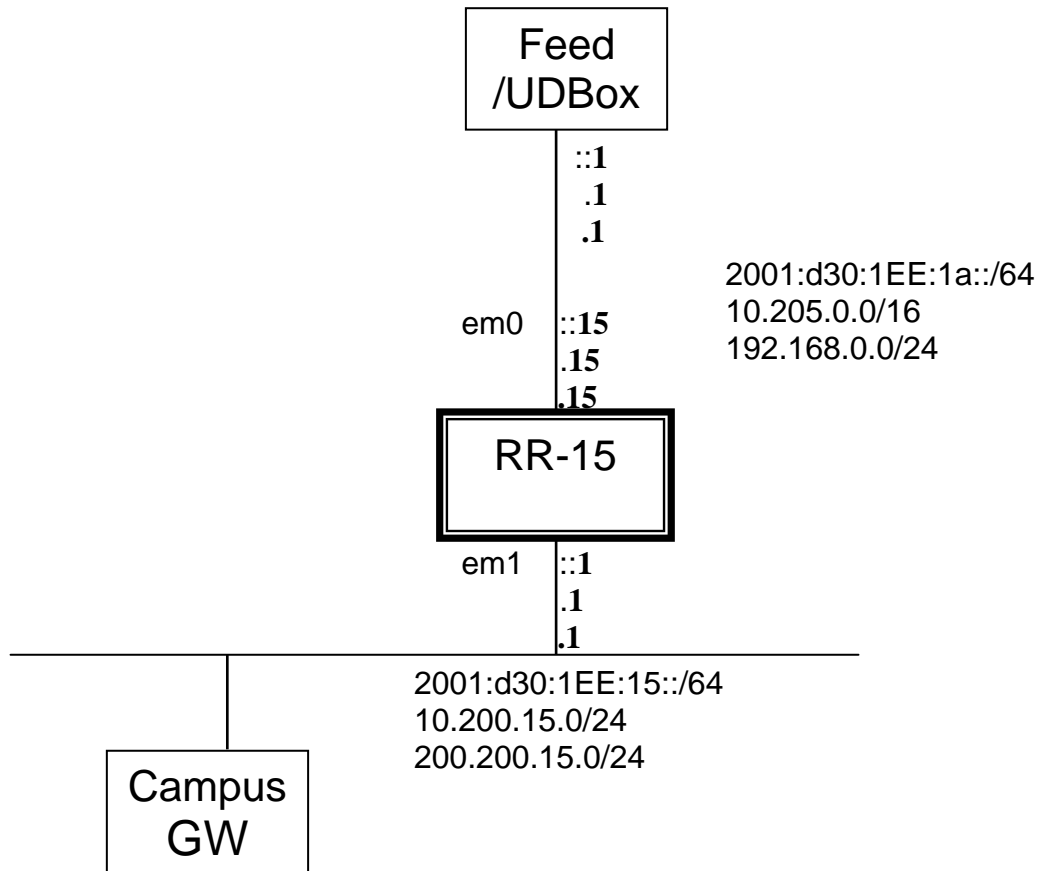 Feed
/UDBox
::1
.1
.1
2001:d30:1EE:1a::/64
10.205.0.0/16
192.168.0.0/24
em0
::15
.15
.15
RR-15
em1
::1
.1
.1
2001:d30:1EE:15::/64
10.200.15.0/24
200.200.15.0/24
Campus
GW